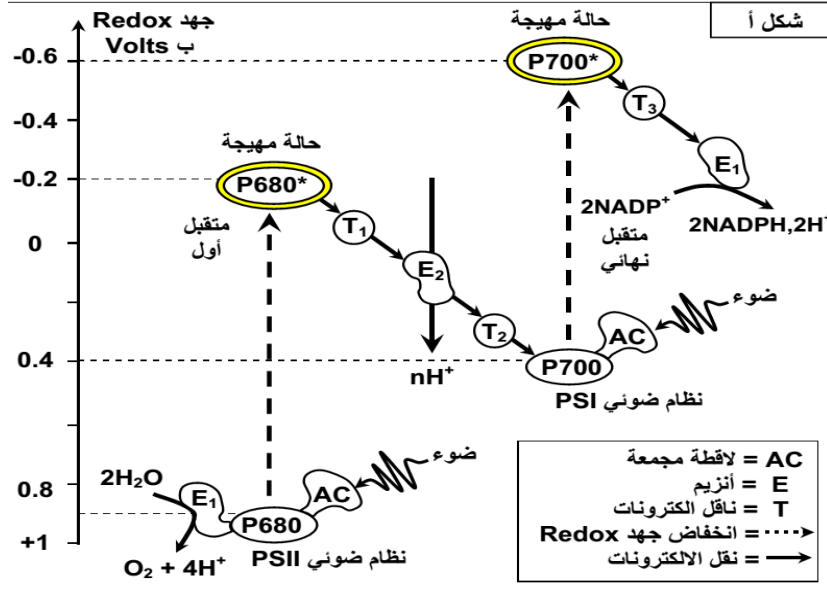 شكل أ
جهد Redox
ب Volts
-0.6
-0.4
-0.2
0
0.4
0.8
+1
حالة مهيجة
P700*
T3
E1
2NADP+
2NADPH,2H+
متقبل
نهائي
حالة مهيجة
P680*
متقبل
أول
T1
E2
T2
nH+
ضوء
AC
P700
نظام ضوئي PSI
ضوء
AC
2H2O
E1
P680
O2 + 4H+
نظام ضوئي PSII
AC = لاقطة مجمعة
E = أنزيم
T = ناقل الكترونات
= انخفاض جهد Redox
= نقل الالكترونات